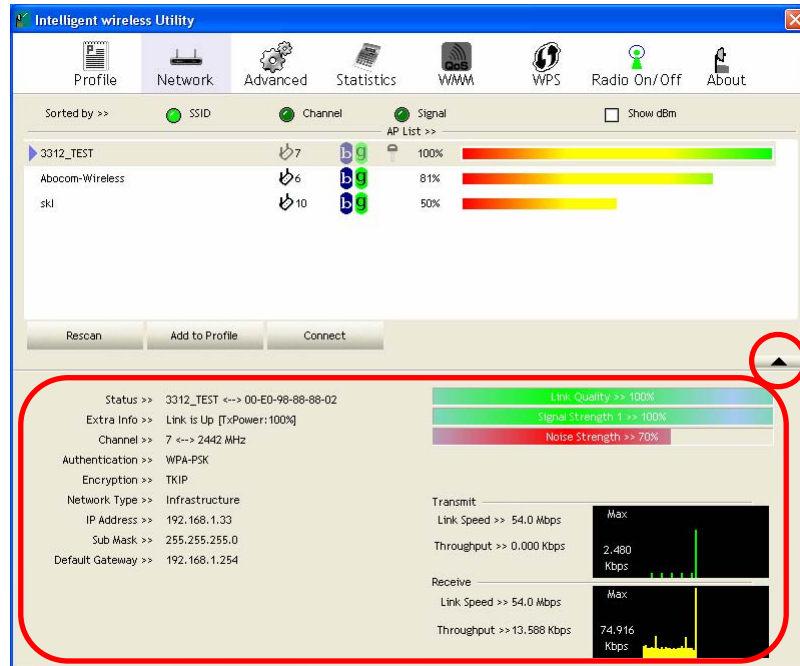 Intelligent wireless Utility
Profile Network Advanced Statistics QoS WMM WPS Radio On/Off About
Sorted by >> SSID Channel Signal Show dBm
AP List >>
3312_TEST 7 b g 100%
Abocom-Wireless 6 b g 81%
skl 10 b g 50%
Rescan Add to Profile Connect
Status >> 3312_TEST <--> 00-E0-98-88-88-02
Extra Info >> Link is Up [TxPower:100%]
Channel >> 7 <--> 2442 MHz
Authentication >> WPA-PSK
Encryption >> TKIP
Network Type >> Infrastructure
IP Address >> 192.168.1.33
Sub Mask >> 255.255.255.0
Default Gateway >> 192.168.1.254
Link Quality >> 100%
Signal Strength 1 >> 100%
Noise Strength >> 70%
Transmit
Link Speed >> 54.0 Mbps
Throughput >> 0.000 Kbps
Max
2.480
Kbps
Receive
Link Speed >> 54.0 Mbps
Throughput >> 13.588 Kbps
Max
74.916
Kbps